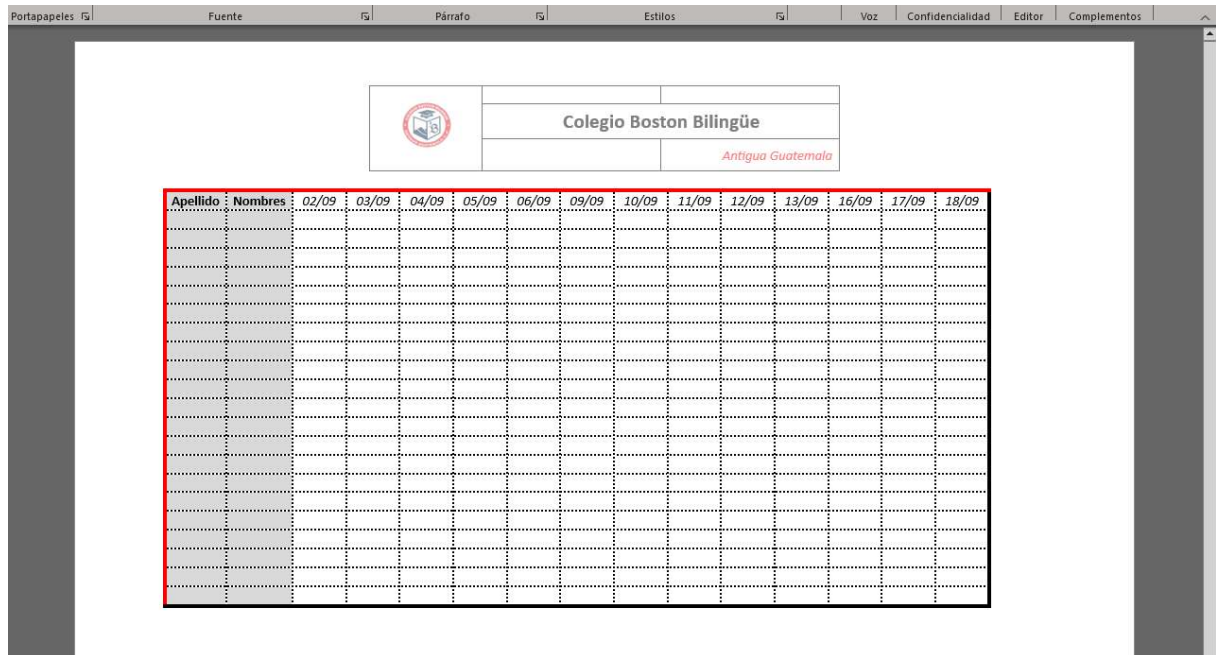 Portapapeles Fuente Párrafo Estilos Voz Confidencialidad Editor Complementos
Colegio Boston Bilingüe
Antigua Guatemala
Apellido Nombres 02/09 03/09 04/09 05/09 06/09 09/09 10/09 11/09 12/09 13/09 16/09 17/09 18/09